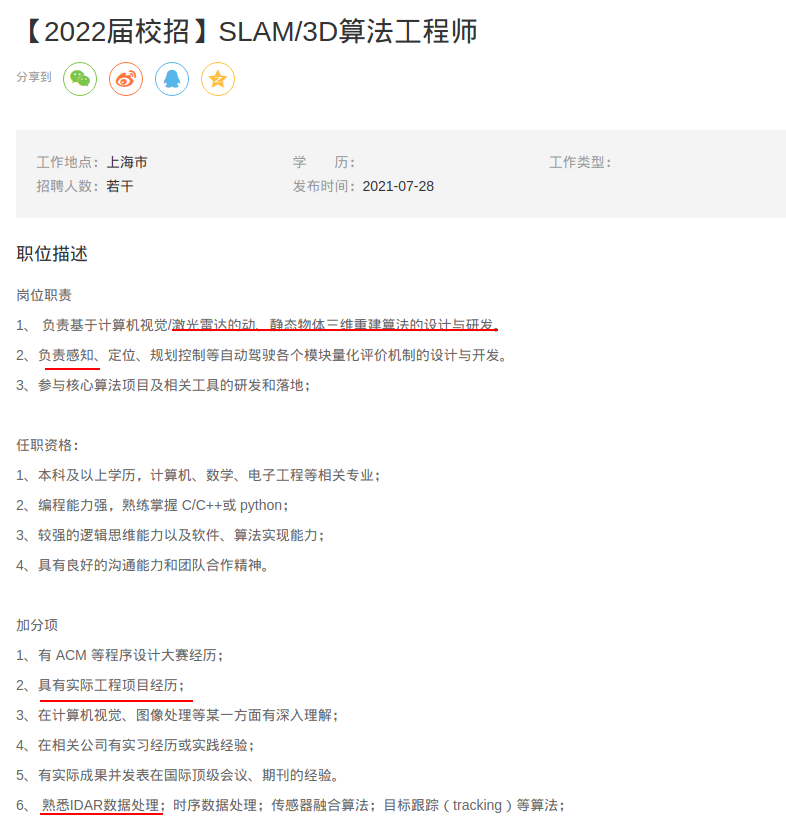 【2022届校招】SLAM/3D算法工程师
分享到
工作地点：上海市 学 历： 工作类型：
招聘人数：若干 发布时间：2021-07-28
职位描述
岗位职责
1、 负责基于计算机视觉/激光雷达的动、静态物体三维重建算法的设计与研发。
2、负责感知、定位、规划控制等自动驾驶各个模块量化评价机制的设计与开发。
3、参与核心算法项目及相关工具的研发和落地；
任职资格：
1、本科及以上学历，计算机、数学、电子工程等相关专业；
2、编程能力强，熟练掌握 C/C++或 python；
3、较强的逻辑思维能力以及软件、算法实现能力；
4、具有良好的沟通能力和团队合作精神。
加分项
1、有 ACM 等程序设计大赛经历；
2、具有实际工程项目经历；
3、在计算机视觉、图像处理等某一方面有深入理解；
4、在相关公司有实习经历或实践经验；
5、有实际成果并发表在国际顶级会议、期刊的经验。
6、 熟悉IDAR数据处理；时序数据处理；传感器融合算法；目标跟踪（tracking）等算法；